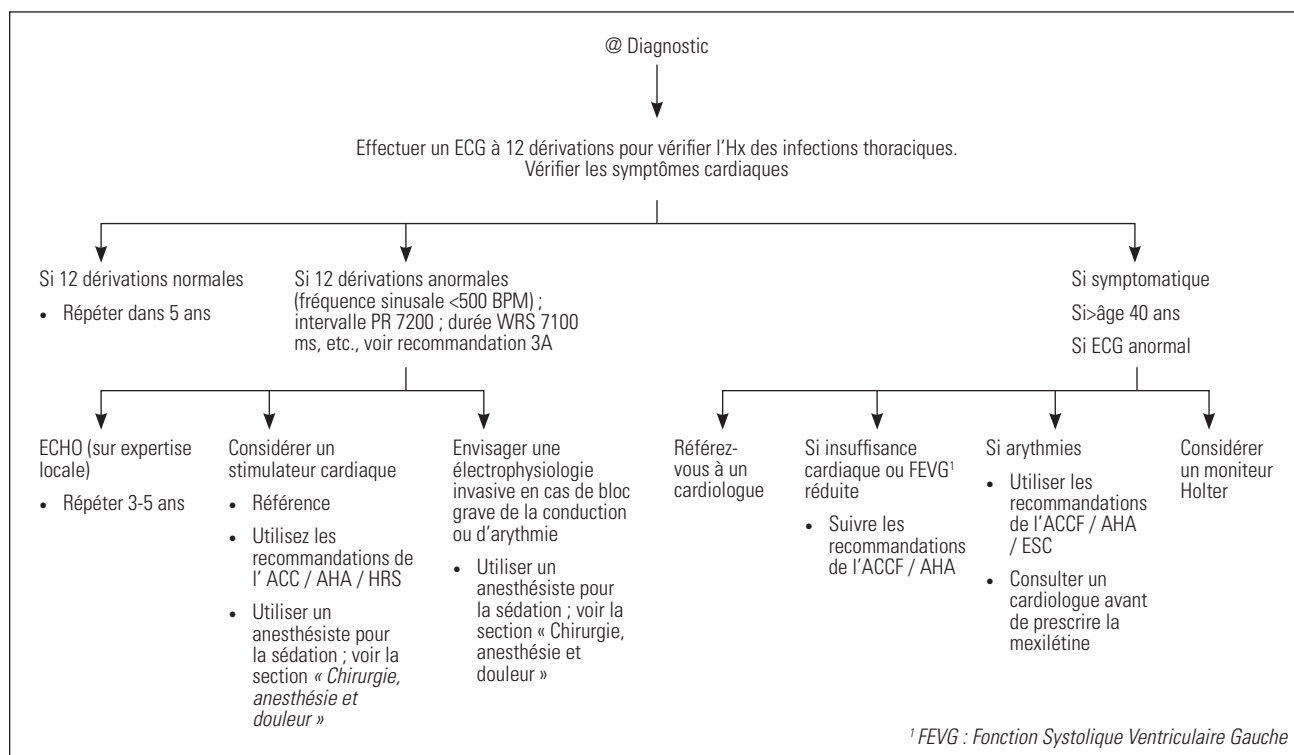 @ Diagnostic
Effectuer un ECG à 12 dérivations pour vérifier l'Hx des infections thoraciques.
Vérifier les symptômes cardiaques
Si 12 dérivations normales
• Répéter dans 5 ans
Si 12 dérivations anormales
(fréquence sinusale <500 BPM) ;
intervalle PR 7200 ; durée WRS 7100
ms, etc., voir recommandation 3A
Si symptomatique
Si>âge 40 ans
Si ECG anormal
ECHO (sur expertise
locale)
• Répéter 3-5 ans
Considérer un
stimulateur cardiaque
• Référence
• Utilisez les
recommandations de
l' ACC / AHA / HRS
• Utiliser un
anesthésiste pour
la sédation ; voir la
section « Chirurgie,
anesthésie et
douleur »
Envisager une
électrophysiologie
invasive en cas de bloc
grave de la conduction
ou d'arythmie
• Utiliser un
anesthésiste pour
la sédation ; voir la
section « Chirurgie,
anesthésie et
douleur »
Référez-
vous à un
cardiologue
Si insuffisance
cardiaque ou FEVG¹
réduite
• Suivre les
recommandations
de l'ACCF / AHA
Si arythmies
• Utiliser les
recommandations
de l'ACCF / AHA
/ ESC
• Consulter un
cardiologue avant
de prescrire la
mexilétine
Considérer
un moniteur
Holter
¹ FEVG : Fonction Systolique Ventriculaire Gauche